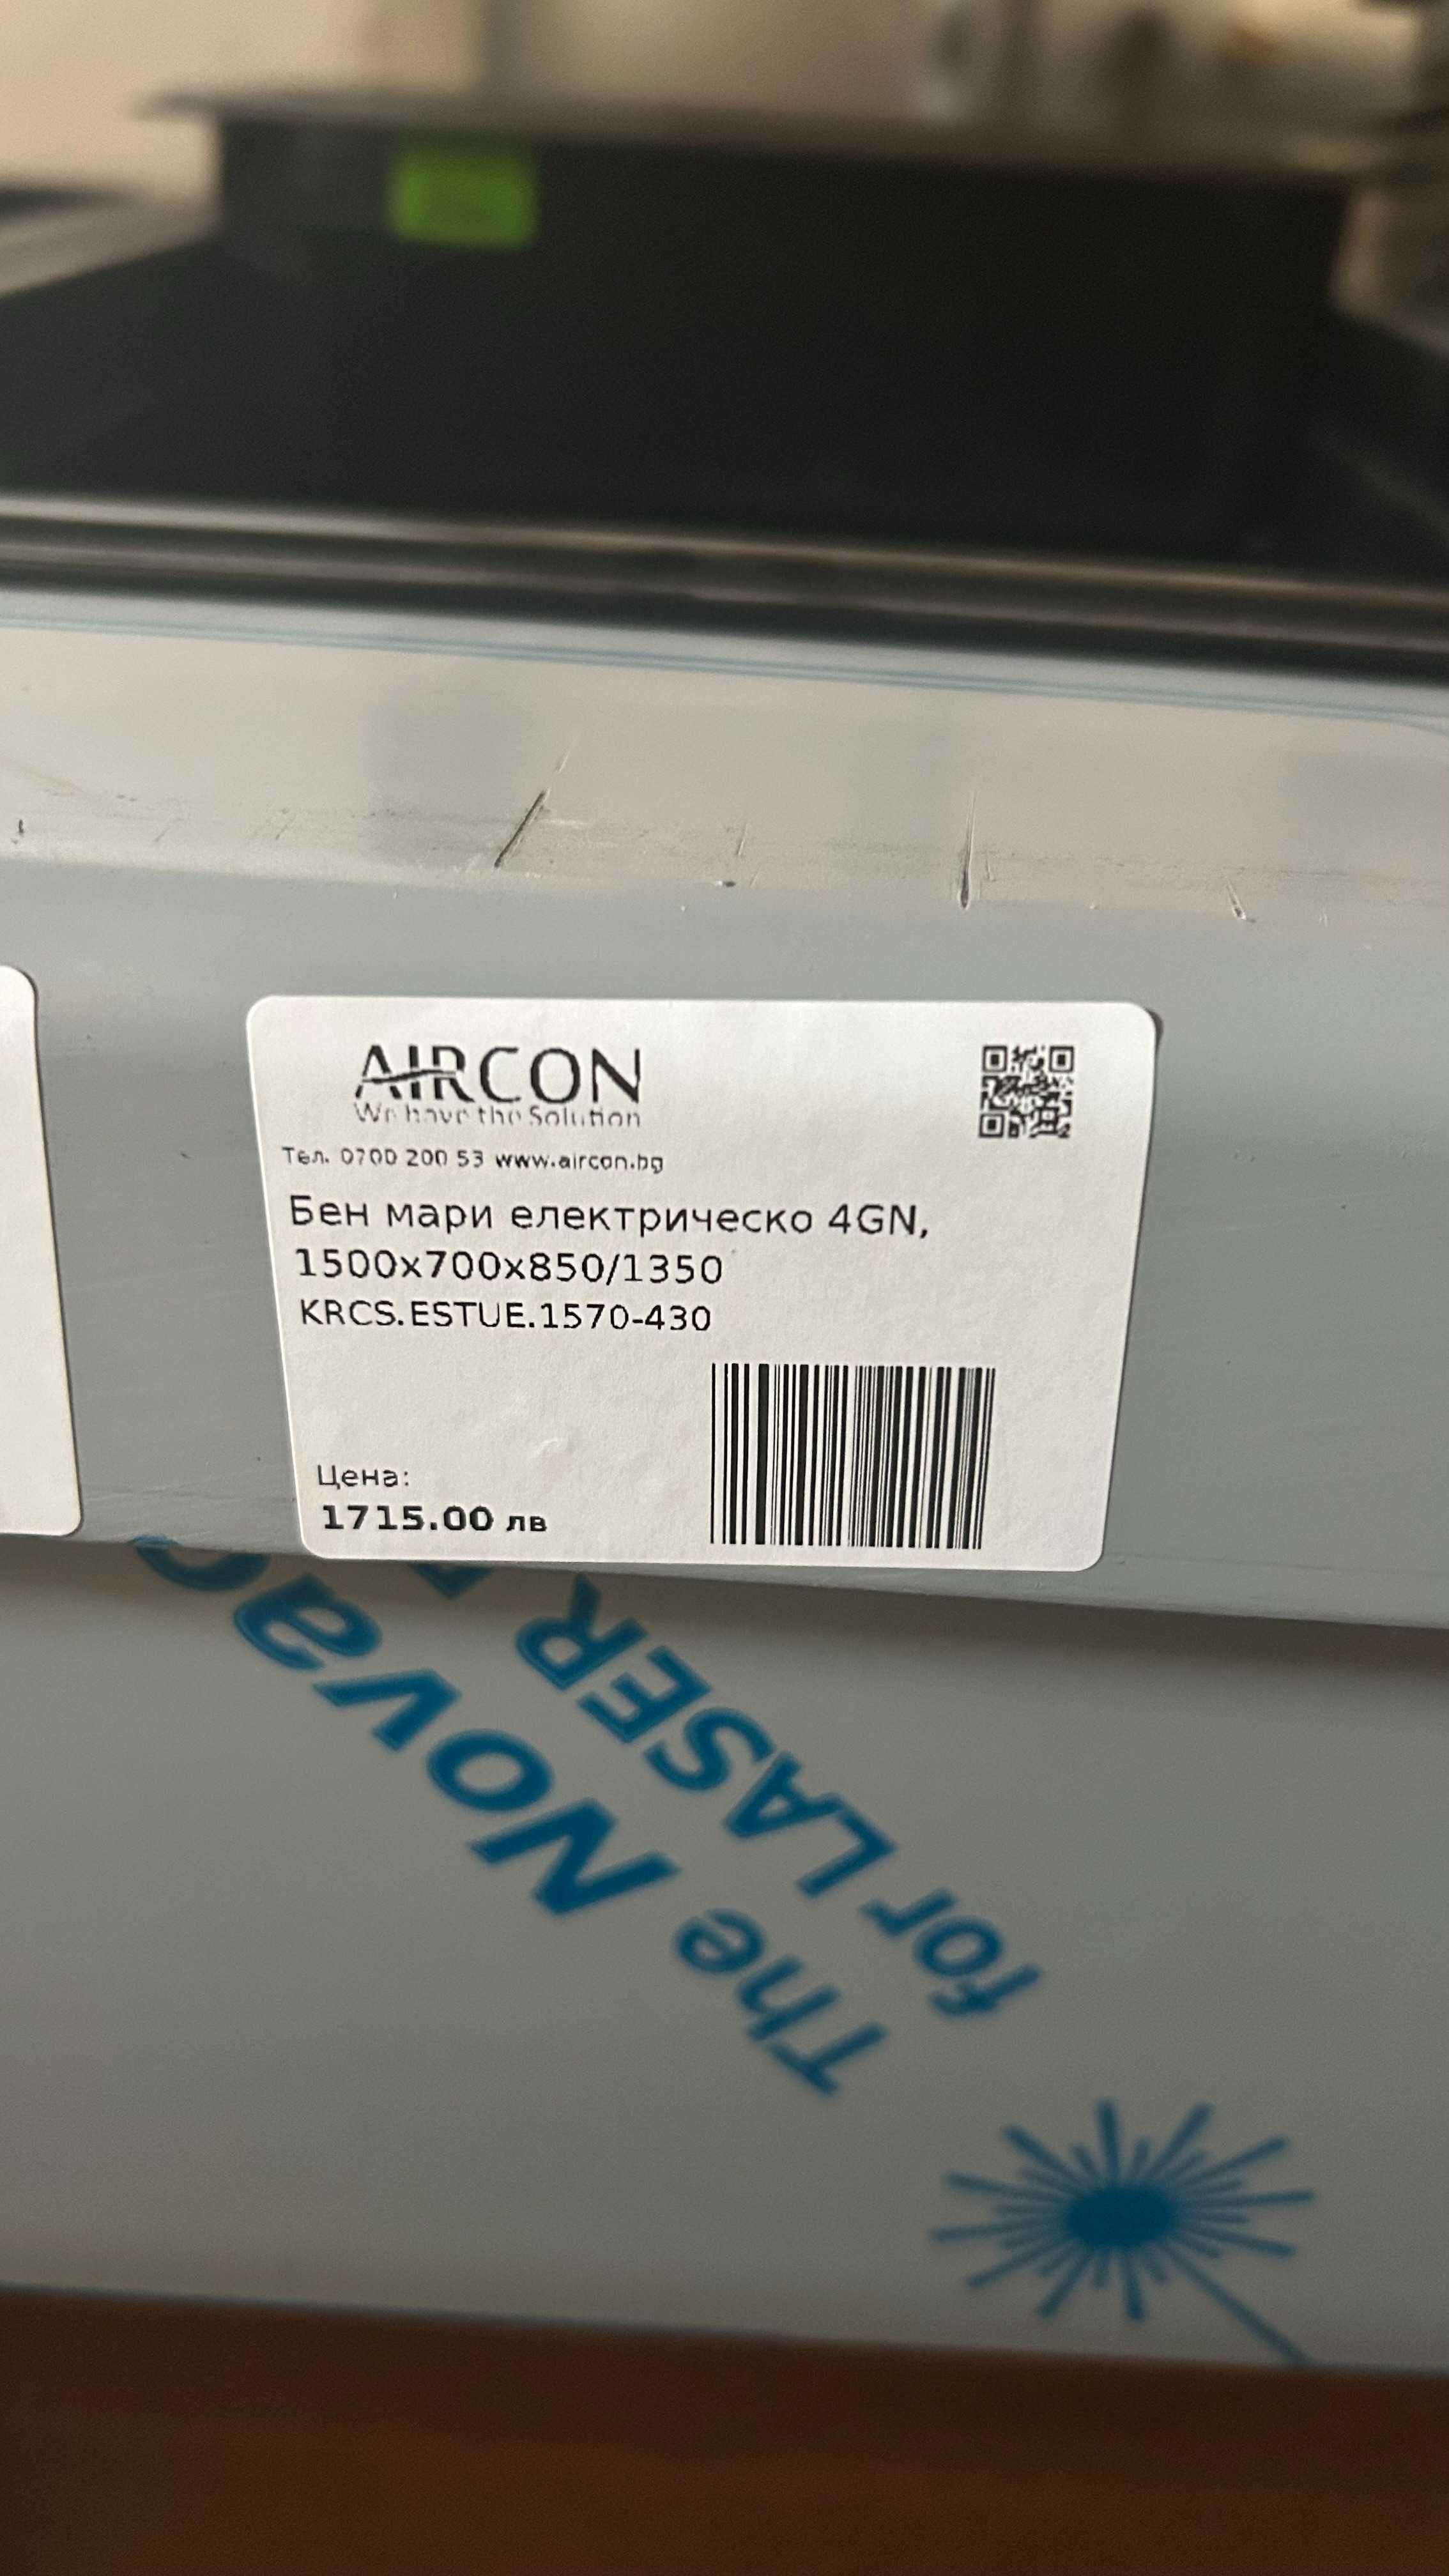 AIRCON
We have the Solution
Тел. 0700 200 53 www.aircon.bg
Бен мари електрическо 4GN,
1500x700x850/1350
KRCS.ESTUE.1570-430
Цена:
1715.00 лв
The Novac
for LASER